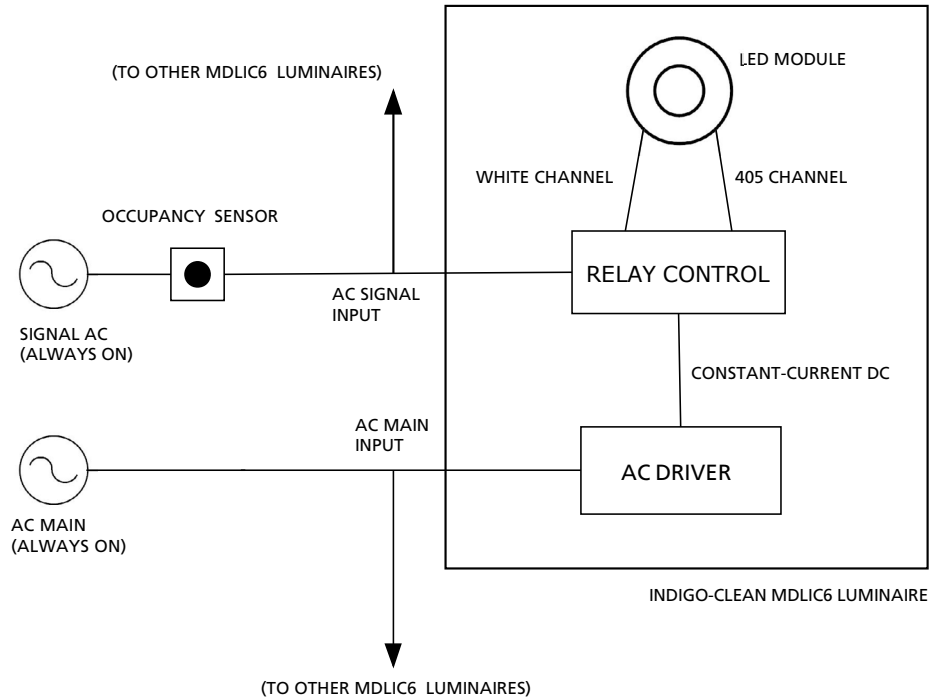 (TO OTHER MDLIC6 LUMINAIRES)
LED MODULE
WHITE CHANNEL
405 CHANNEL
OCCUPANCY SENSOR
RELAY CONTROL
AC SIGNAL
INPUT
SIGNAL AC
(ALWAYS ON)
CONSTANT-CURRENT DC
AC MAIN
INPUT
AC DRIVER
AC MAIN
(ALWAYS ON)
INDIGO-CLEAN MDLIC6 LUMINAIRE
(TO OTHER MDLIC6 LUMINAIRES)